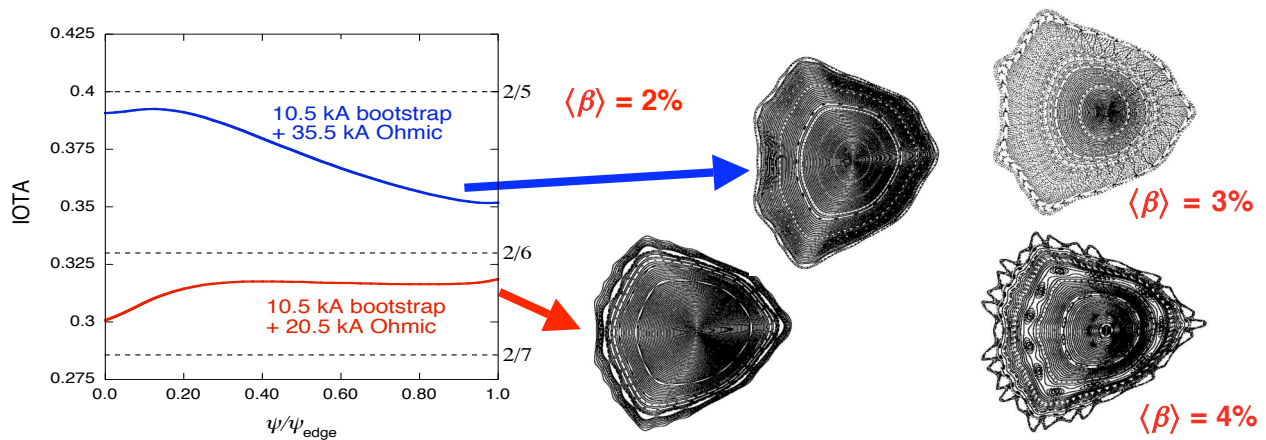 IOTA
0.425
0.4
0.375
0.35
0.325
0.3
0.275
0.0
0.20
0.40
0.60
0.80
1.0
ψ/ψedge
2/5
2/6
2/7
10.5 kA bootstrap
+ 35.5 kA Ohmic
10.5 kA bootstrap
+ 20.5 kA Ohmic
⟨β⟩ = 2%
⟨β⟩ = 3%
⟨β⟩ = 4%